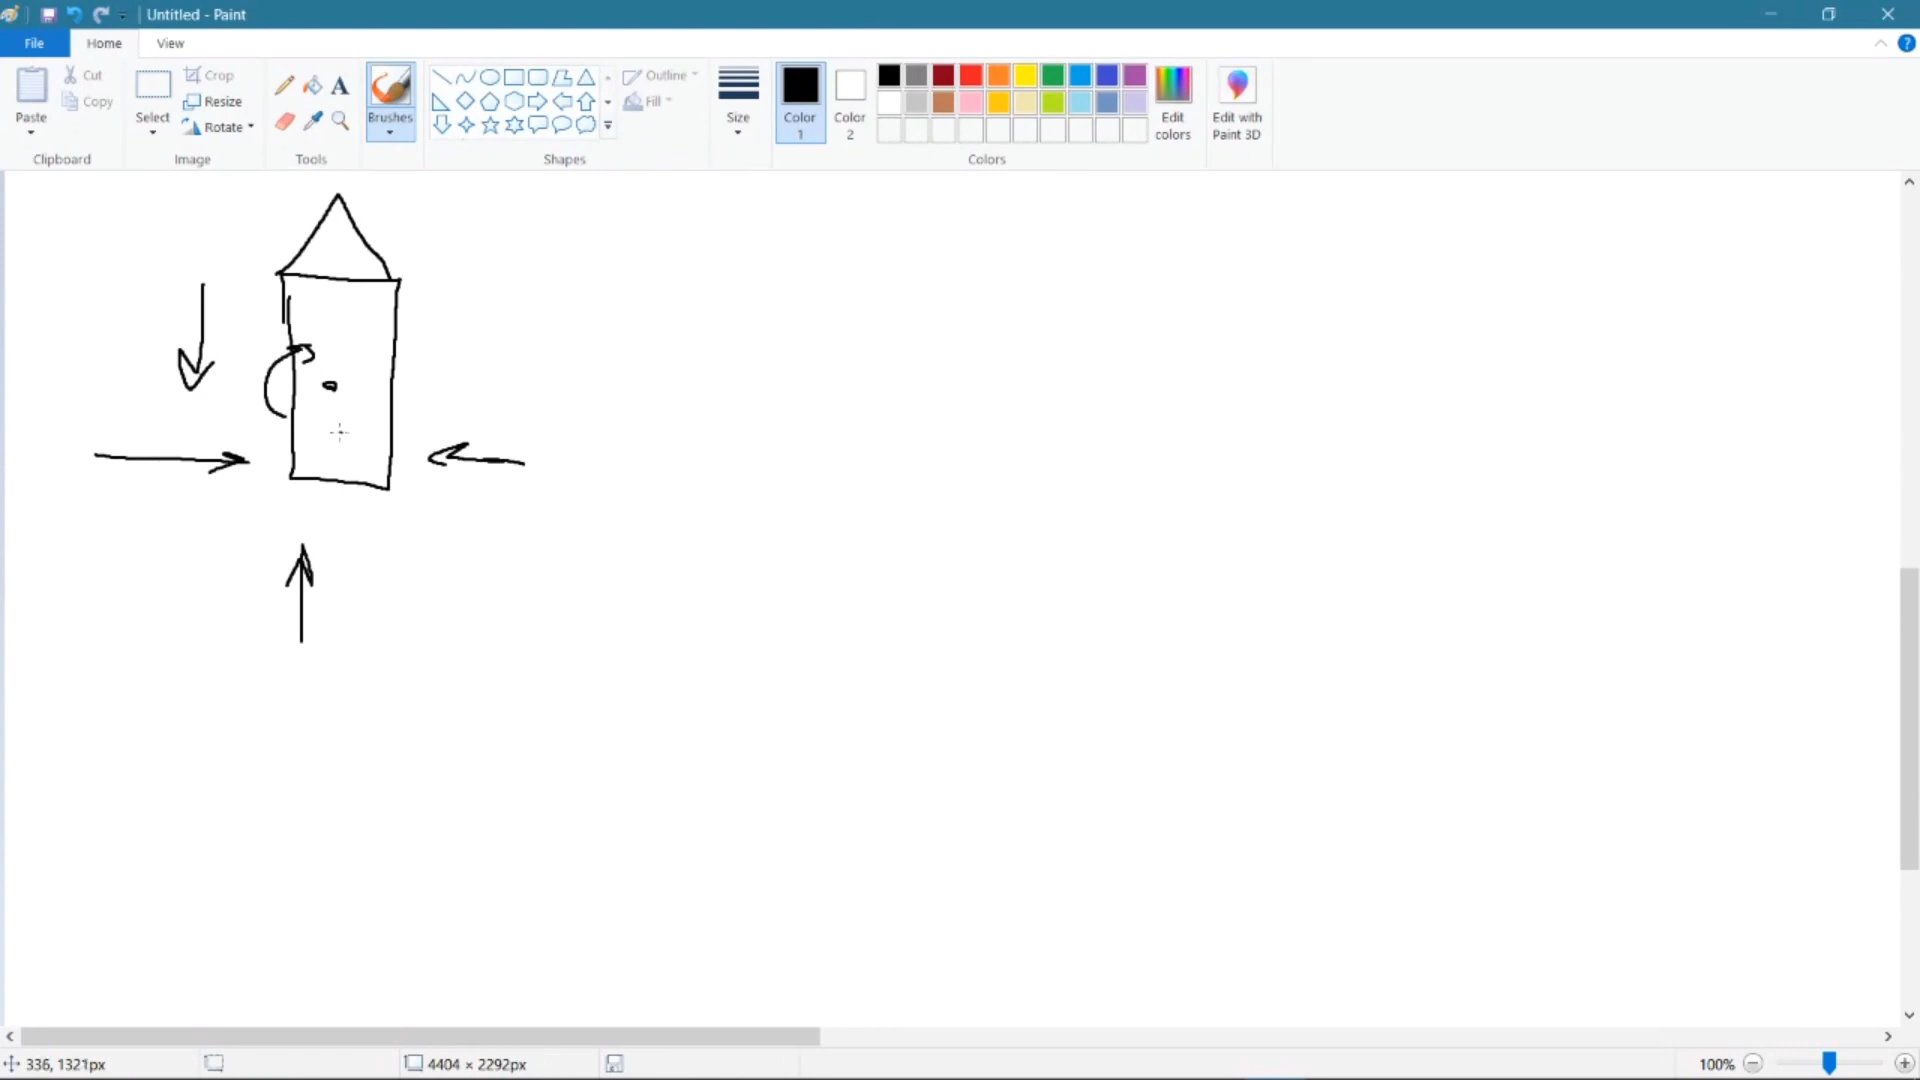 Untitled - Paint
File Home View
Paste
Cut
Copy
Clipboard
Select
Crop
Resize
Rotate
Image
A
Tools
Brushes
Outline
Fill
Shapes
Size
Color 1
Color 2
Edit colors
Colors
Edit with Paint 3D
?
336, 1321px
4404 × 2292px
100%